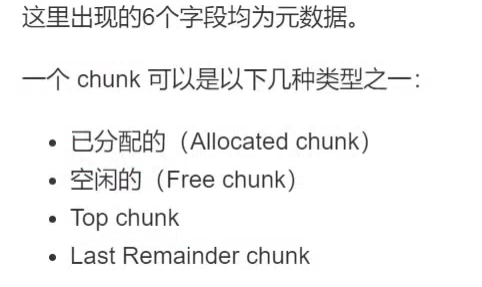 这里出现的6个字段均为元数据。
一个 chunk 可以是以下几种类型之一：
• 已分配的（Allocated chunk）
• 空闲的（Free chunk）
• Top chunk
• Last Remainder chunk